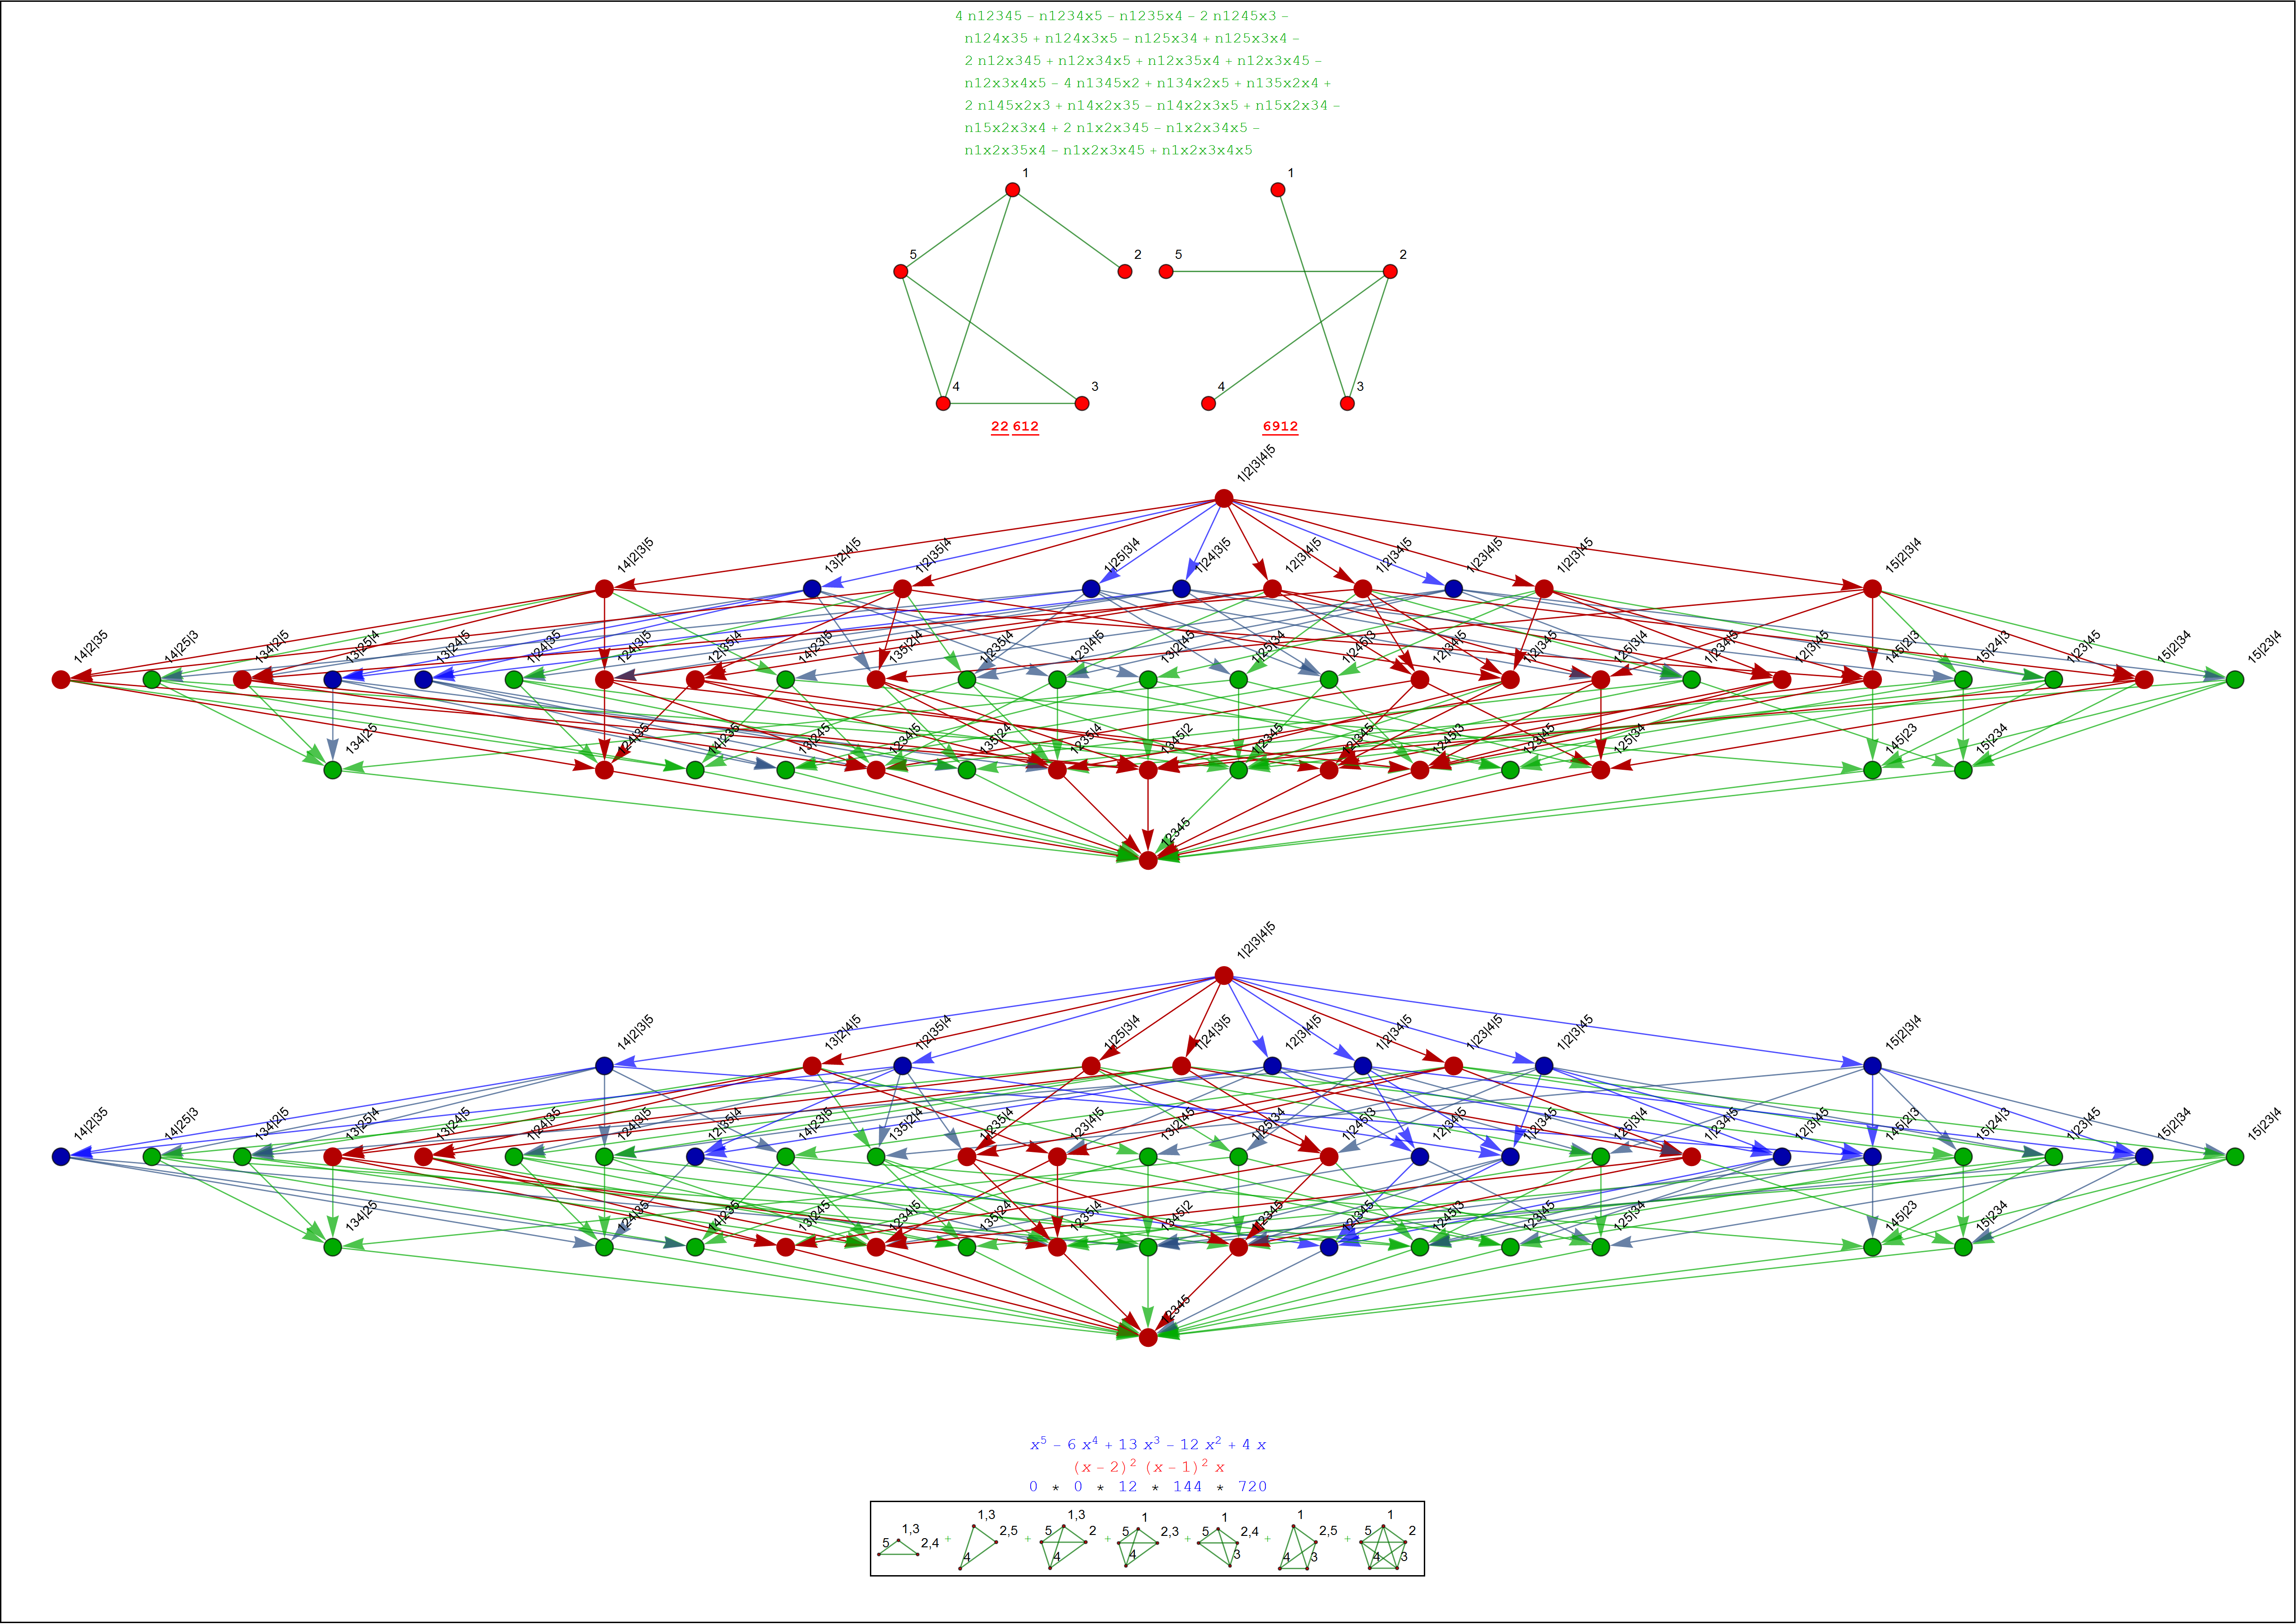 4 n12345 − n1234x5 − n1235x4 − 2 n1245x3 −
n124x35 + n124x3x5 − n125x34 + n125x3x4 −
2 n12x345 + n12x34x5 + n12x35x4 + n12x3x45 −
n12x3x4x5 − 4 n1345x2 + n134x2x5 + n135x2x4 +
2 n145x2x3 + n14x2x35 − n14x2x3x5 + n15x2x34 −
n15x2x3x4 + 2 n1x2x345 − n1x2x34x5 −
n1x2x35x4 − n1x2x3x45 + n1x2x3x4x5
1 1
5 2 5 2
4 3 4 3
22 612 6912
1|2|3|4|5
14|2|3|5 13|2|4|5 1|2|35|4 1|25|3|4 1|24|3|5 12|3|4|5 1|2|34|5 1|23|4|5 1|2|3|45 15|2|3|4
14|2|35 14|25|3 134|2|5 13|25|4 13|24|5 1|24|35 124|3|5 12|35|4 14|23|5 135|2|4 1|235|4 123|4|5 13|2|45 1|25|34 1|245|3 12|34|5 1|2|345 125|3|4 1|234|5 12|3|45 145|2|3 15|24|3 1|23|45 15|2|34 15|23|4
134|25 124|35 14|235 13|245 1234|5 135|24 1235|4 1345|2 1|2345 12|345 1245|3 123|45 125|34 145|23 15|234
12345
1|2|3|4|5
14|2|3|5 13|2|4|5 1|2|35|4 1|25|3|4 1|24|3|5 12|3|4|5 1|2|34|5 1|23|4|5 1|2|3|45 15|2|3|4
14|2|35 14|25|3 134|2|5 13|25|4 13|24|5 1|24|35 124|3|5 12|35|4 14|23|5 135|2|4 1|235|4 123|4|5 13|2|45 1|25|34 1|245|3 12|34|5 1|2|345 125|3|4 1|234|5 12|3|45 145|2|3 15|24|3 1|23|45 15|2|34 15|23|4
134|25 124|35 14|235 13|245 1234|5 135|24 1235|4 1345|2 1|2345 12|345 1245|3 123|45 125|34 145|23 15|234
12345
x⁵ − 6 x⁴ + 13 x³ − 12 x² + 4 x
(x − 2)² (x − 1)² x
0 * 0 * 12 * 144 * 720
5 1,3 2,4 + 1,3 2,5 4 + 1,3 5 2 4 + 1 5 2,3 4 + 1 5 2,4 3 + 1 2,5 4 3 + 1 5 2 4 3